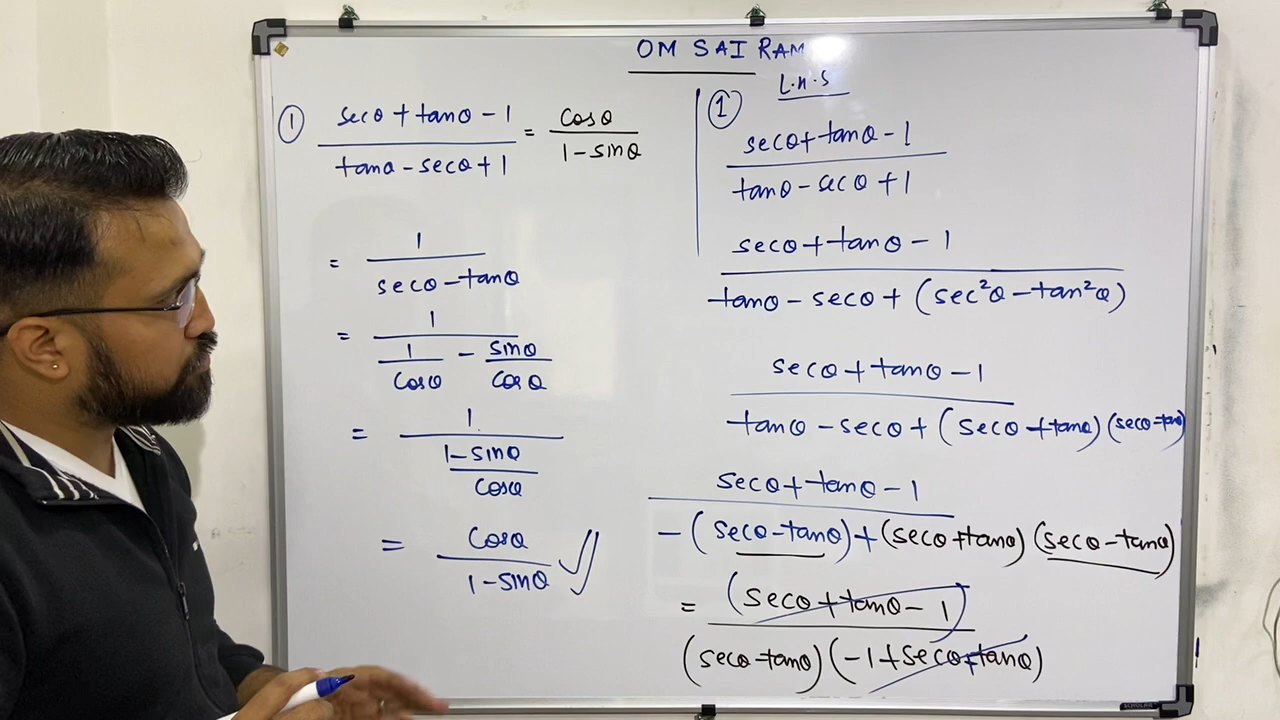 OM SAI RAM
① secθ + tanθ - 1 / tanθ - secθ + 1 = cosθ / 1 - sinθ
= 1 / secθ - tanθ
= 1 / 1/cosθ - sinθ/cosθ
= 1 / 1-sinθ/cosθ
= cosθ / 1 - sinθ ✓
① L.H.S
secθ + tanθ - 1 / tanθ - secθ + 1
secθ + tanθ - 1 / tanθ - secθ + (sec²θ - tan²θ)
secθ + tanθ - 1 / tanθ - secθ + (secθ + tanθ) (secθ - tanθ)
secθ + tanθ - 1 / - (secθ - tanθ) + (secθ + tanθ) (secθ - tanθ)
= (secθ + tanθ - 1) / (secθ - tanθ) (-1 + secθ + tanθ)
SCHOLAR